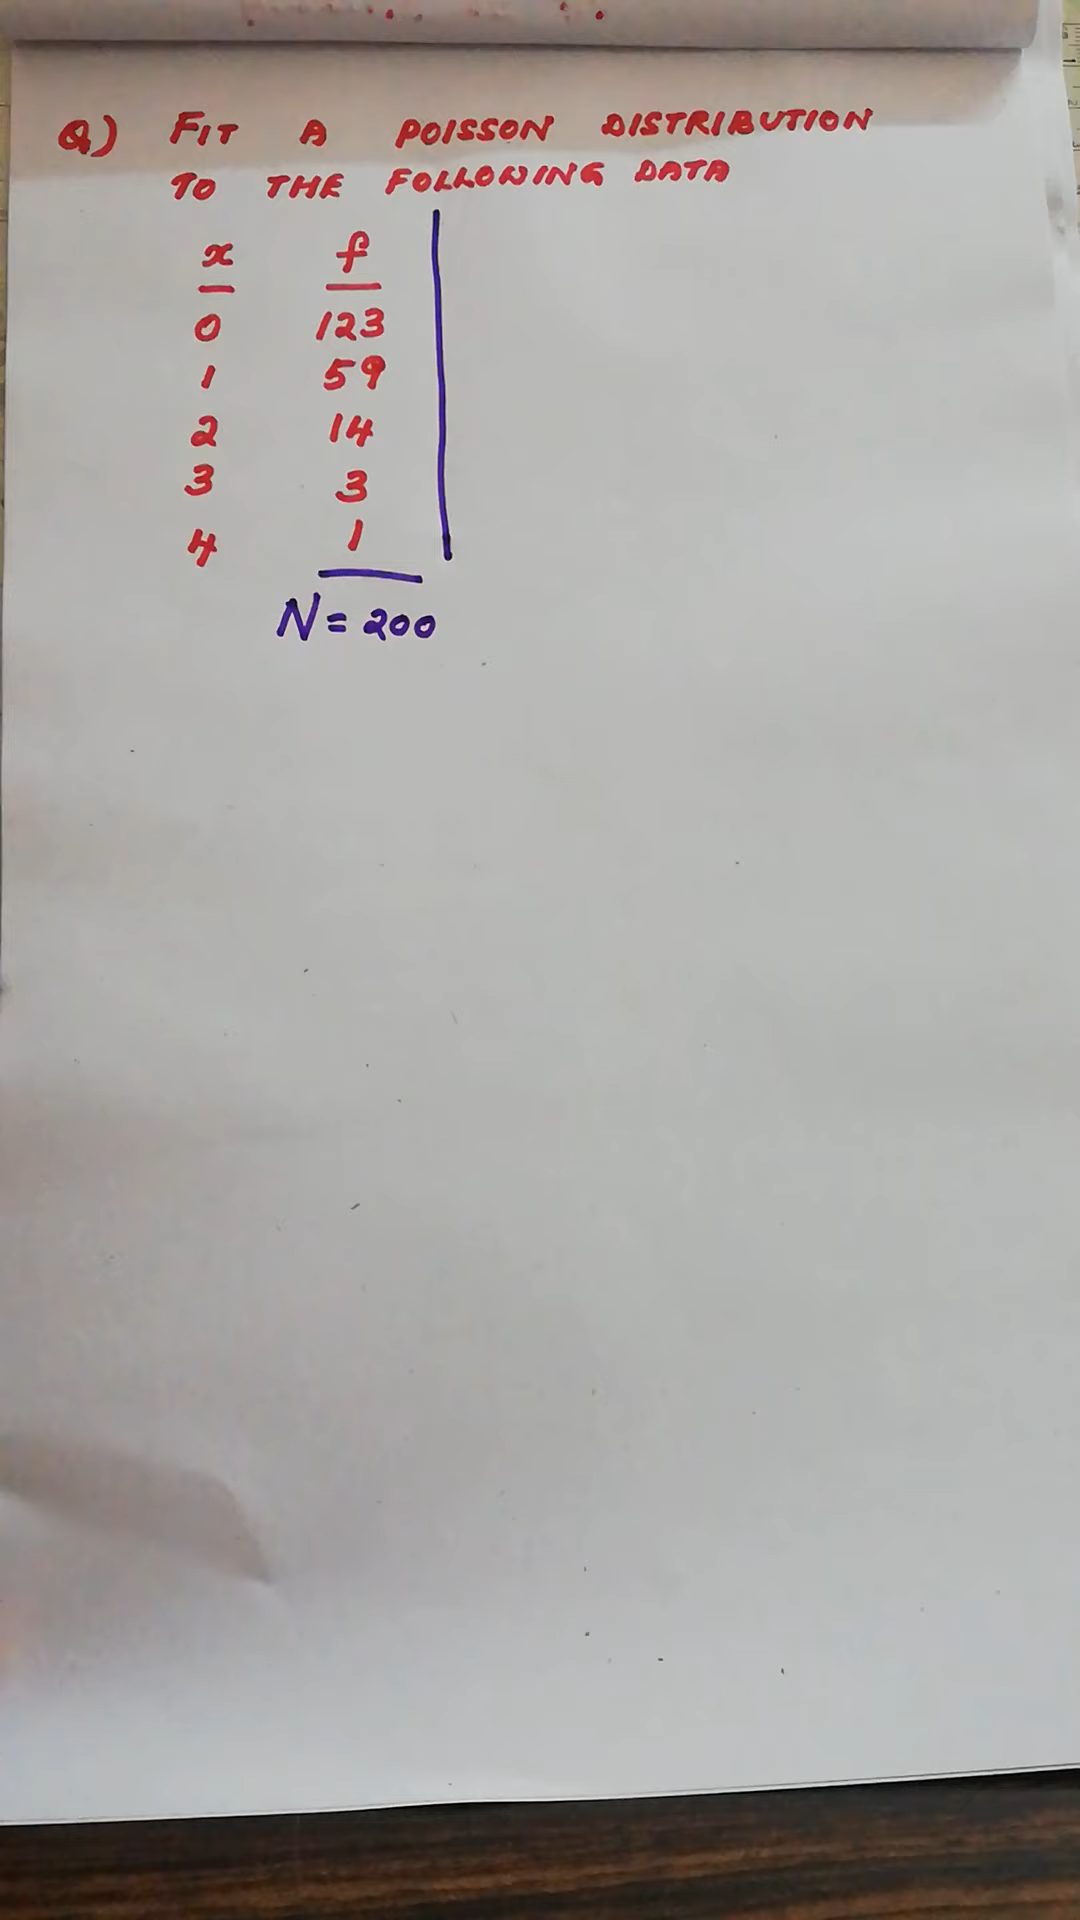 Q) FIT A POISSON DISTRIBUTION
TO THE FOLLOWING DATA
x f
0 123
1 59
2 14
3 3
4 1
N = 200